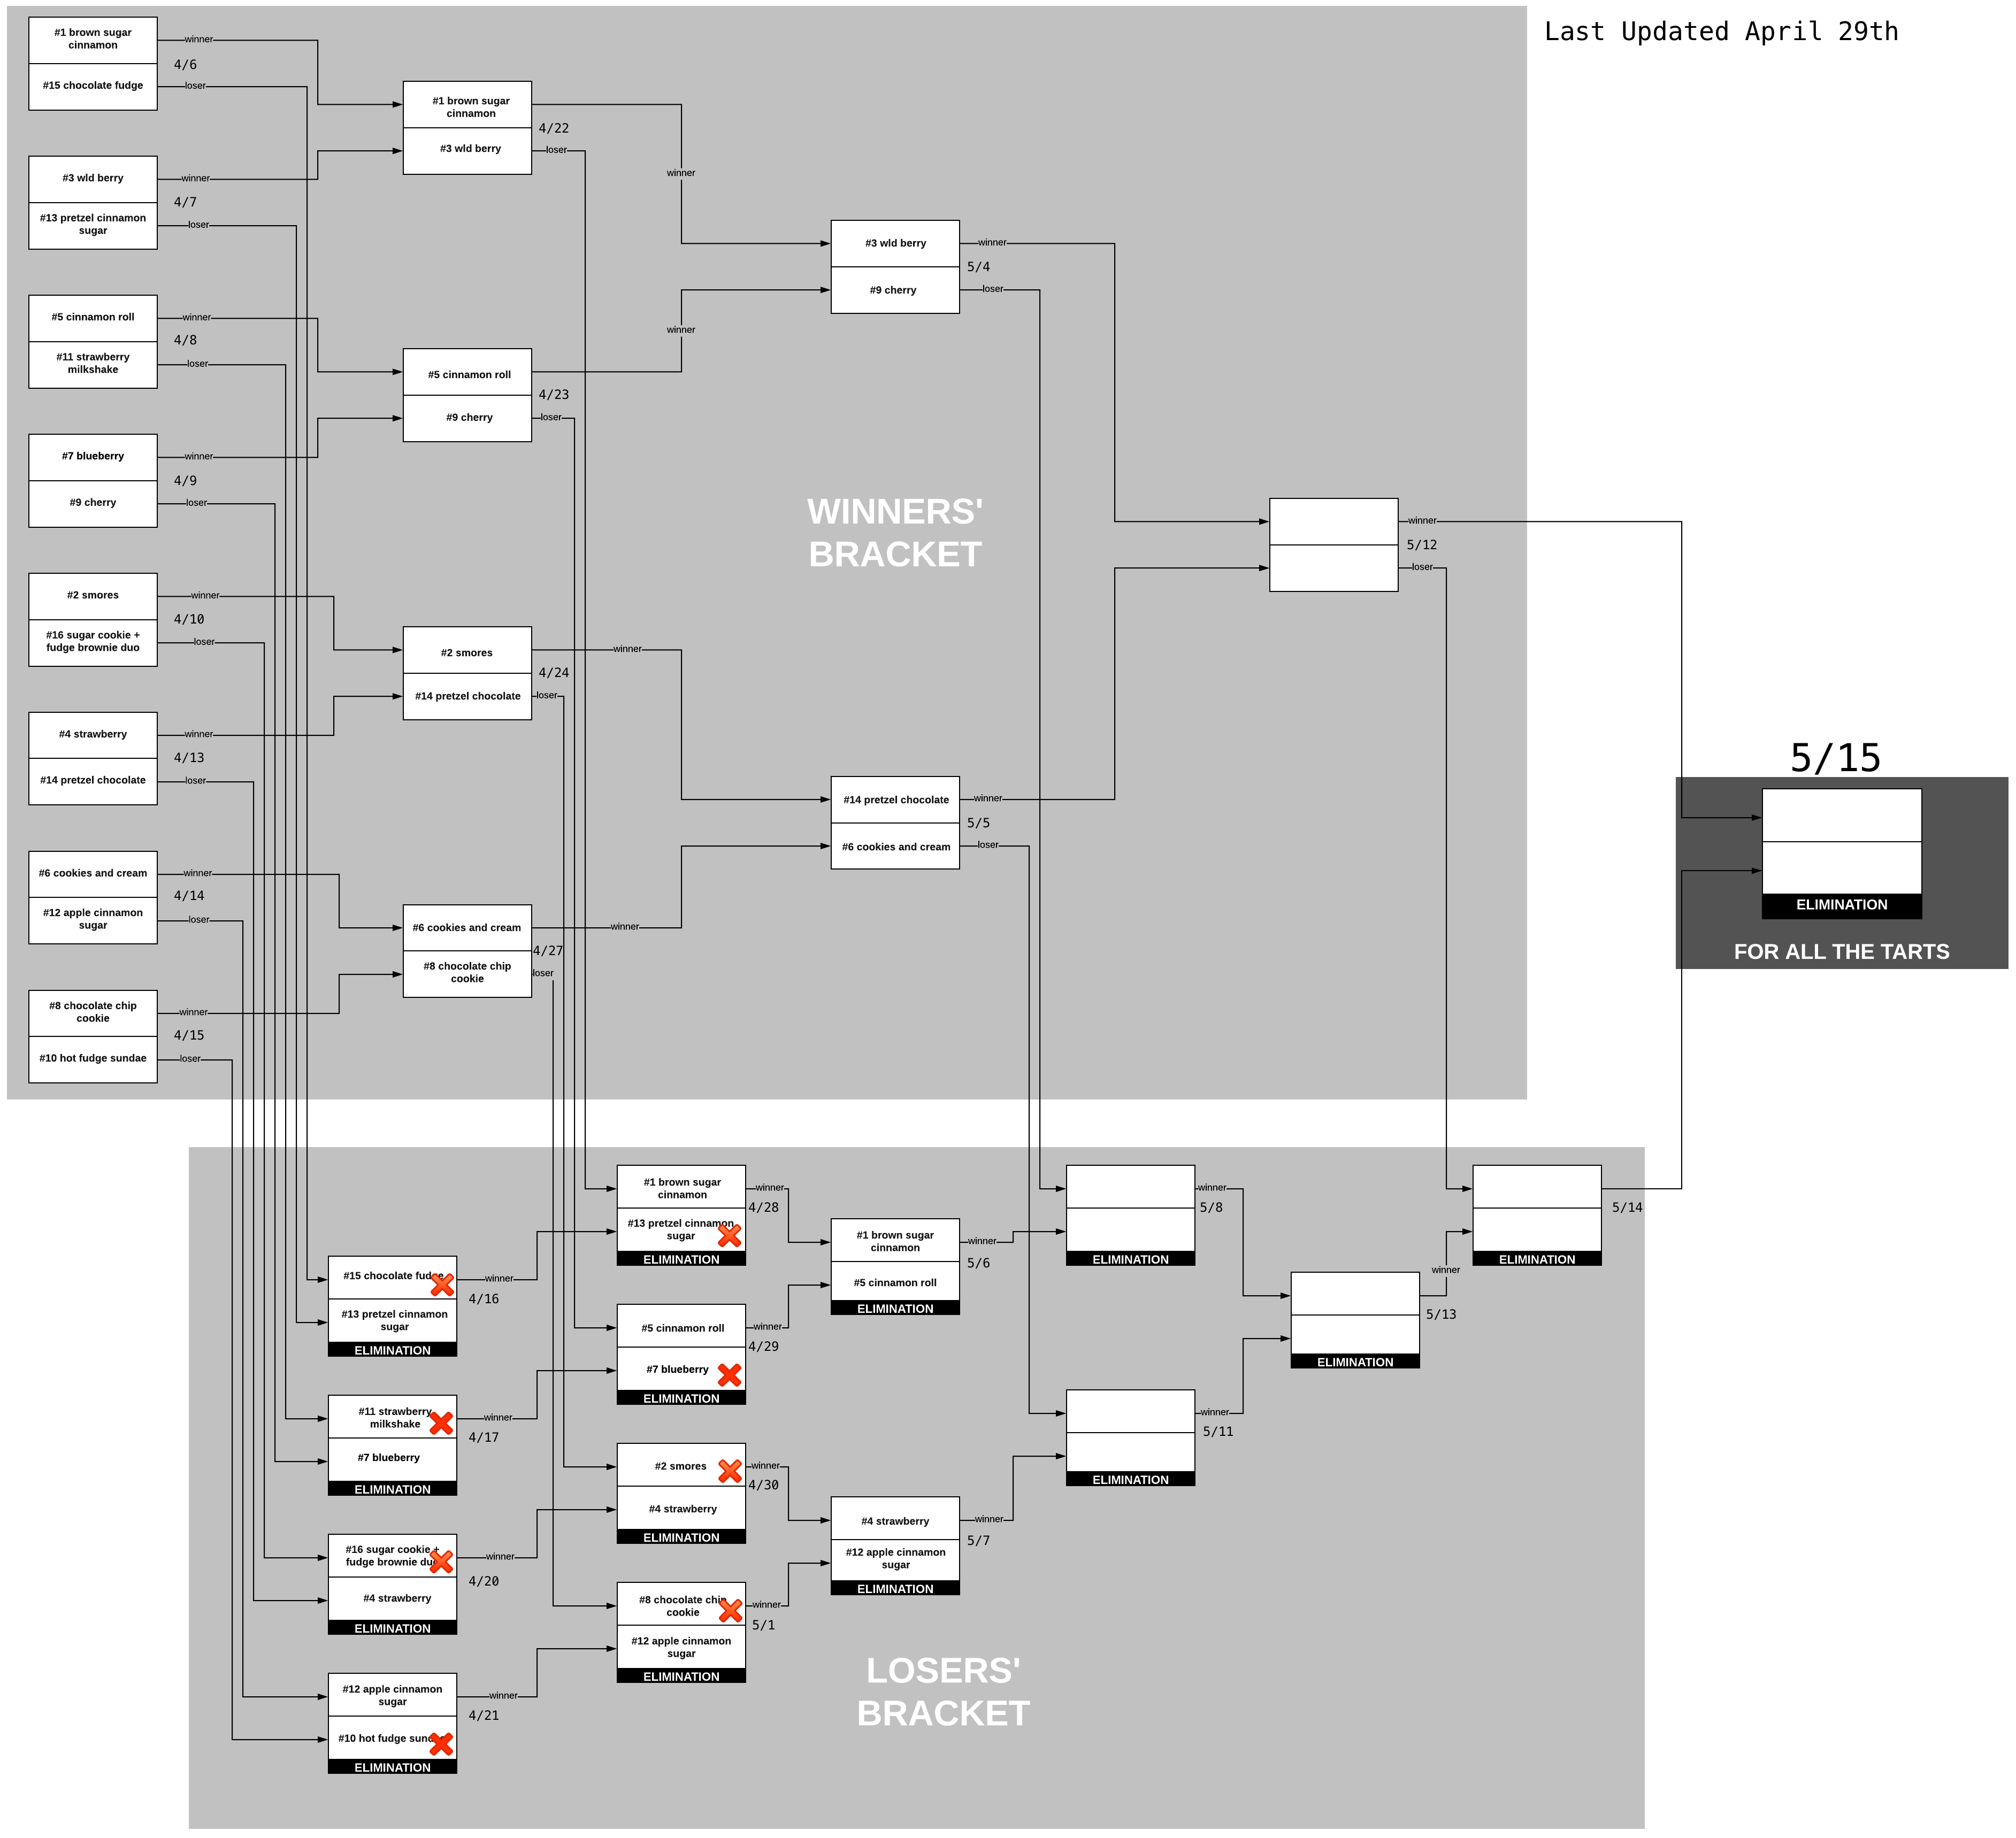 Last Updated April 29th
#1 brown sugar
cinnamon
#15 chocolate fudge
winner
4/6
loser
#3 wld berry
#13 pretzel cinnamon
sugar
winner
4/7
loser
#5 cinnamon roll
#11 strawberry
milkshake
winner
4/8
loser
#7 blueberry
#9 cherry
winner
4/9
loser
#2 smores
#16 sugar cookie +
fudge brownie duo
winner
4/10
loser
#4 strawberry
#14 pretzel chocolate
winner
4/13
loser
#6 cookies and cream
#12 apple cinnamon
sugar
winner
4/14
loser
#8 chocolate chip
cookie
#10 hot fudge sundae
winner
4/15
loser
#1 brown sugar
cinnamon
#3 wld berry
4/22
loser
winner
#5 cinnamon roll
#9 cherry
4/23
loser
winner
#2 smores
#14 pretzel chocolate
winner
4/24
loser
#6 cookies and cream
#8 chocolate chip
cookie
winner
4/27
loser
#3 wld berry
#9 cherry
winner
5/4
loser
WINNERS'
BRACKET
#14 pretzel chocolate
#6 cookies and cream
winner
5/5
loser
winner
5/12
loser
5/15
ELIMINATION
FOR ALL THE TARTS
#15 chocolate fudge
#13 pretzel cinnamon
sugar
ELIMINATION
winner
4/16
#11 strawberry
milkshake
#7 blueberry
ELIMINATION
winner
4/17
#16 sugar cookie +
fudge brownie duo
#4 strawberry
ELIMINATION
winner
4/20
#12 apple cinnamon
sugar
#10 hot fudge sundae
ELIMINATION
winner
4/21
#1 brown sugar
cinnamon
#13 pretzel cinnamon
sugar
ELIMINATION
winner
4/28
#5 cinnamon roll
#7 blueberry
ELIMINATION
winner
4/29
#2 smores
#4 strawberry
ELIMINATION
winner
4/30
#8 chocolate chip
cookie
#12 apple cinnamon
sugar
ELIMINATION
winner
5/1
#1 brown sugar
cinnamon
#5 cinnamon roll
ELIMINATION
winner
5/6
#4 strawberry
#12 apple cinnamon
sugar
ELIMINATION
winner
5/7
LOSERS'
BRACKET
ELIMINATION
winner
5/8
ELIMINATION
winner
5/11
ELIMINATION
winner
5/13
ELIMINATION
5/14